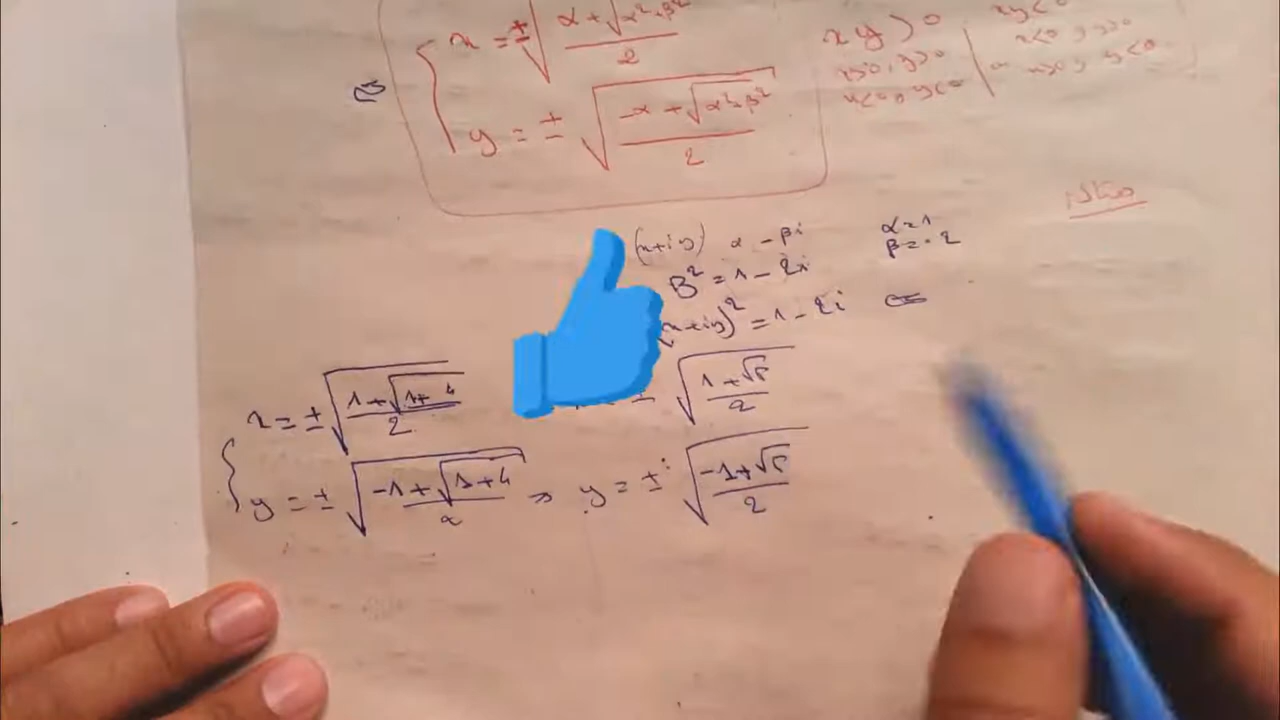 x = ± √((α + √(α² + β²))/2)
xy > 0
xy < 0
⇔
y = ± √((-α + √(α² + β²))/2)
x>0, y>0
x<0, y>0
x<0, y<0
x>0, y<0
(x+iy) α - βi
α = 1
β = -2
B² = 1 - 2i
(x+iy)² = 1 - 2i ⇔
x = ± √((1 + √(1 + 4))/2)
± √((1 + √5)/2)
y = ± √((-1 + √(1+4))/2) ⇒ y = ± √((-1 + √5)/2)